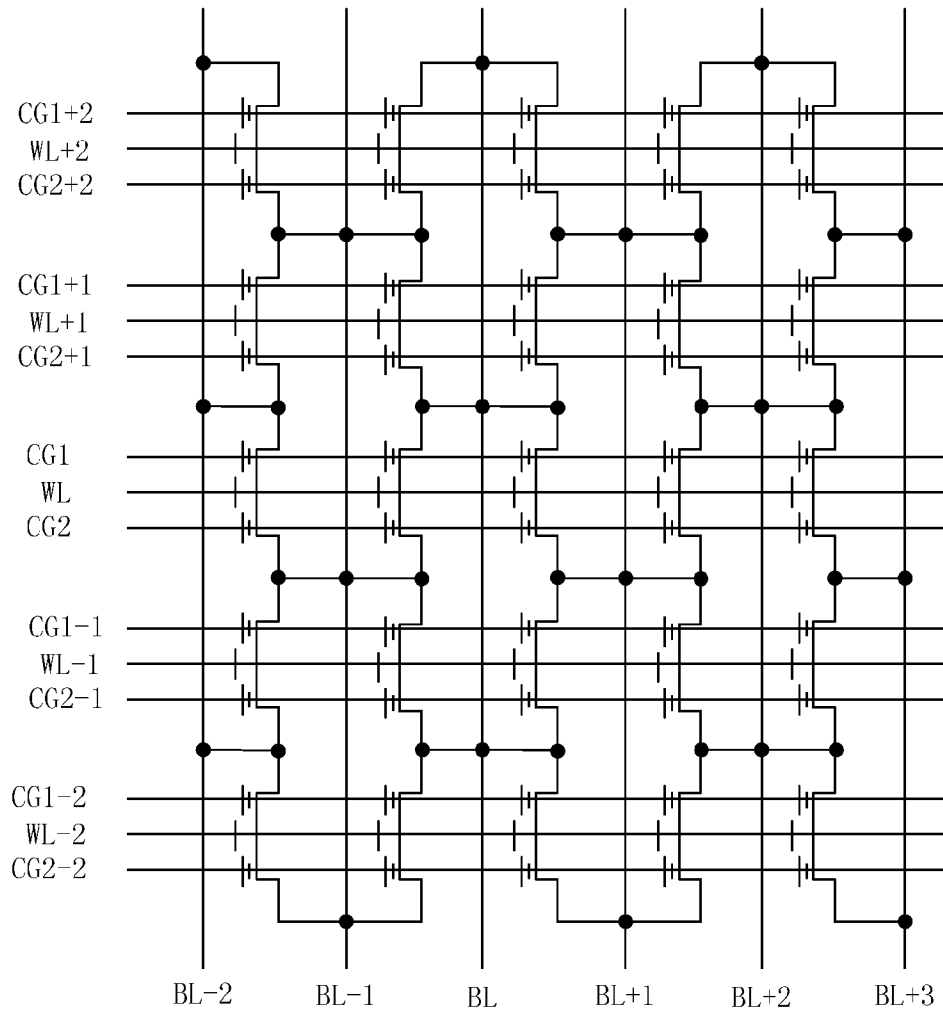 CG1+2
WL+2
CG2+2
CG1+1
WL+1
CG2+1
CG1
WL
CG2
CG1-1
WL-1
CG2-1
CG1-2
WL-2
CG2-2
BL-2 BL-1 BL BL+1 BL+2 BL+3